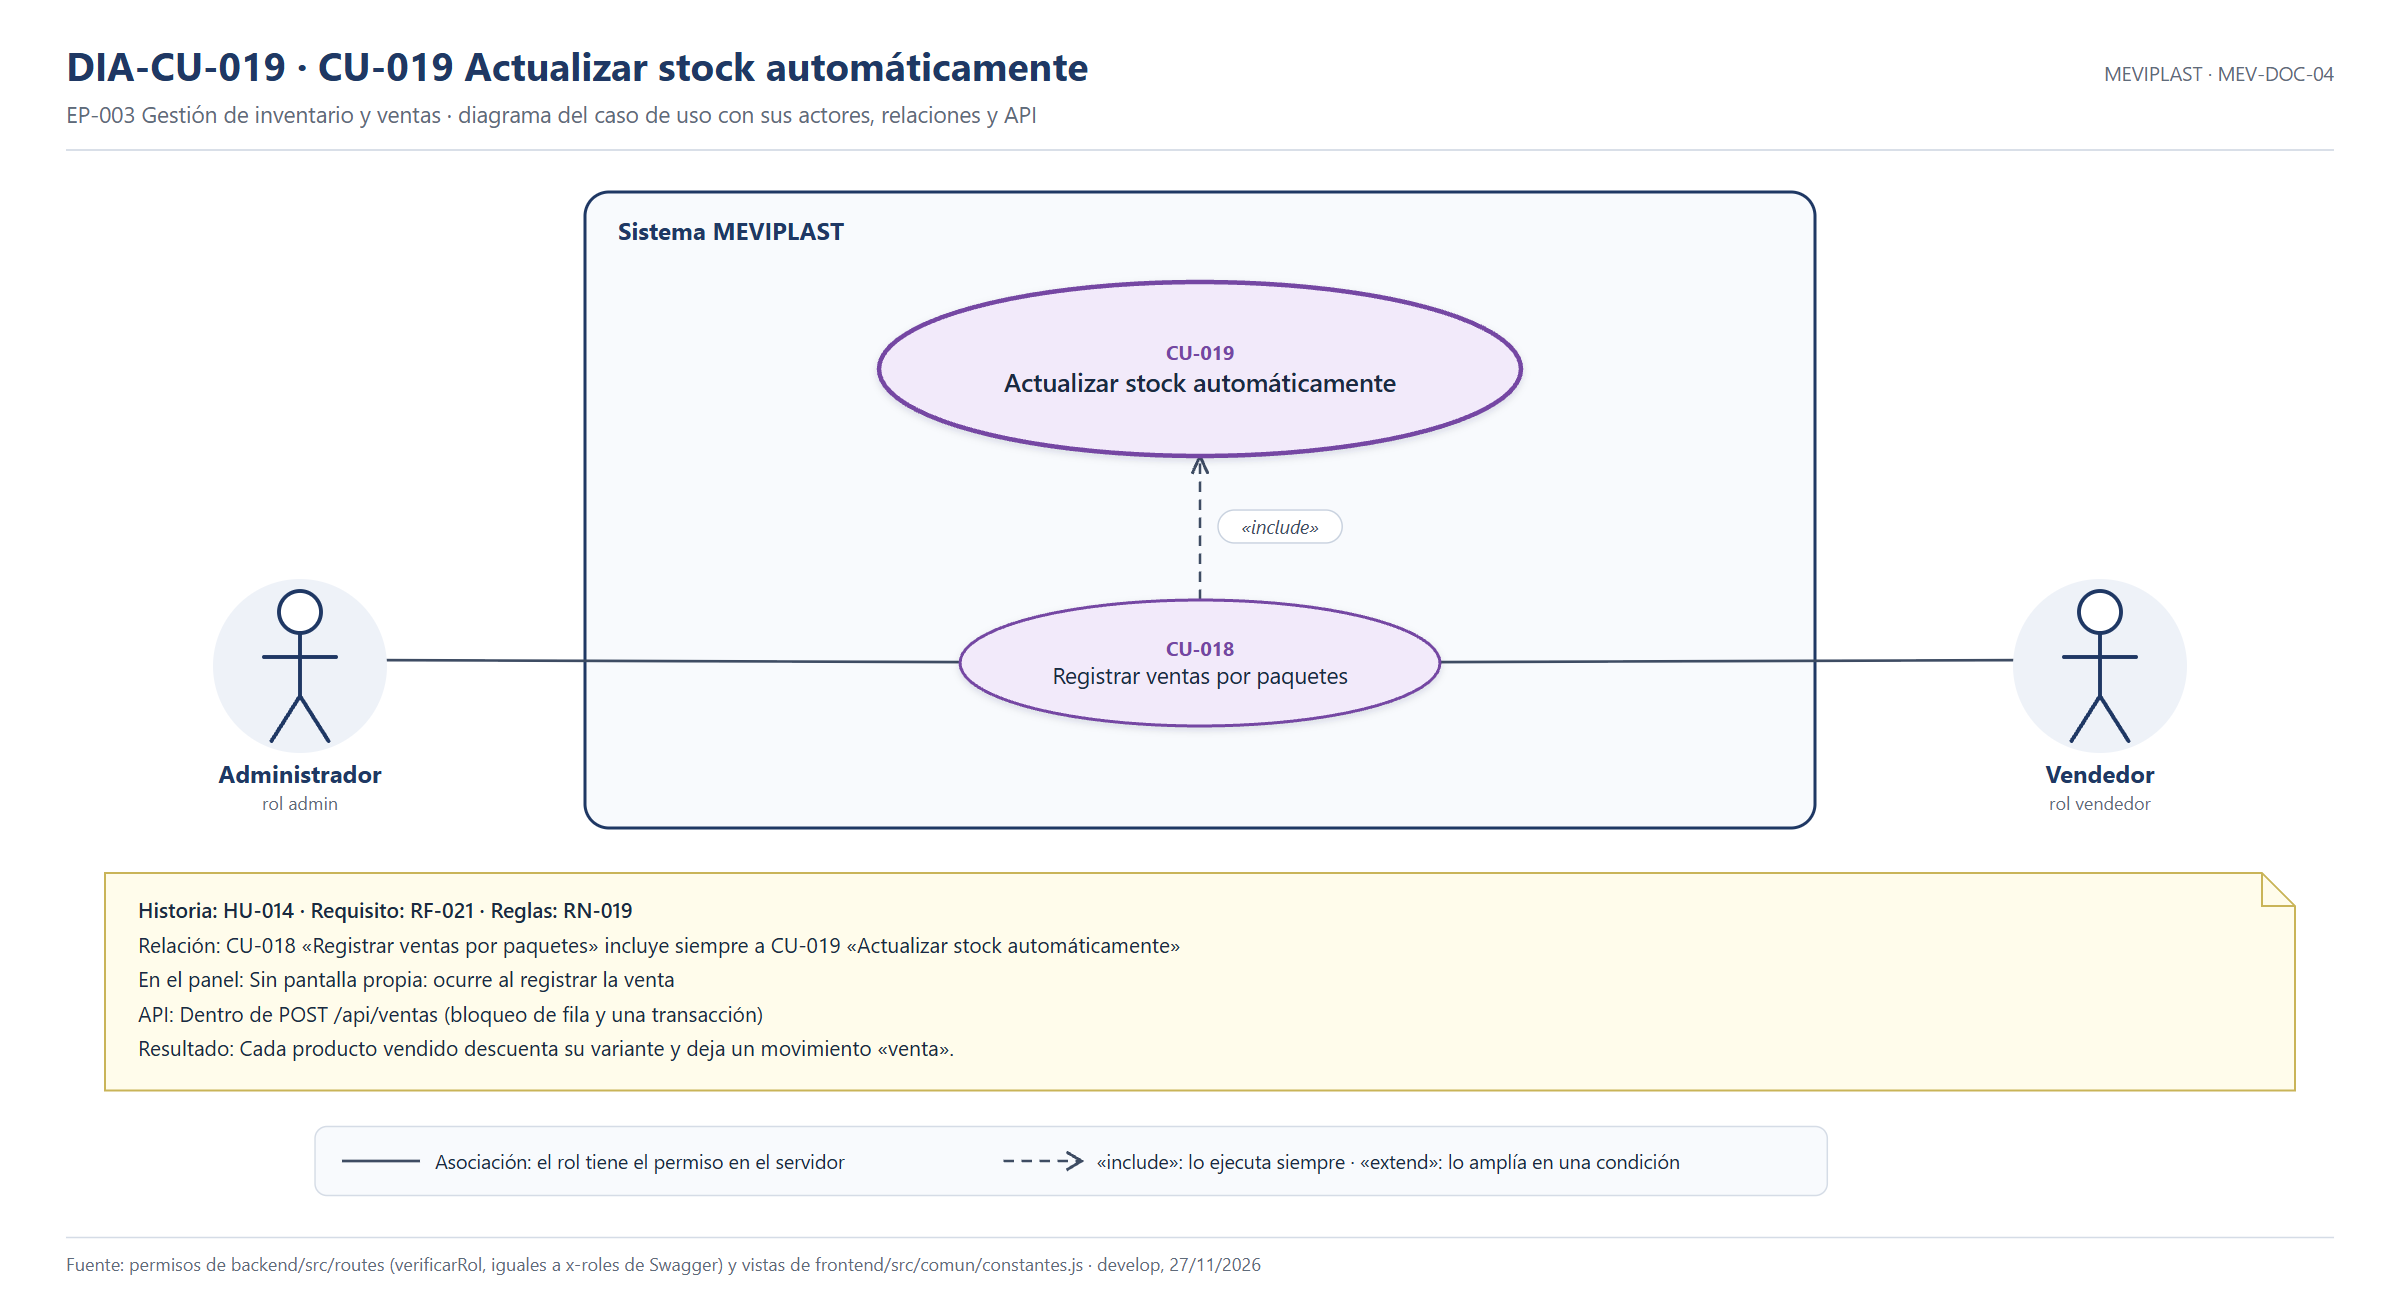 DIA-CU-019 · CU-019 Actualizar stock automáticamente
MEVIPLAST · MEV-DOC-04
EP-003 Gestión de inventario y ventas · diagrama del caso de uso con sus actores, relaciones y API
Sistema MEVIPLAST
CU-019
Actualizar stock automáticamente
«include»
CU-018
Registrar ventas por paquetes
Administrador
rol admin
Vendedor
rol vendedor
Historia: HU-014 · Requisito: RF-021 · Reglas: RN-019
Relación: CU-018 «Registrar ventas por paquetes» incluye siempre a CU-019 «Actualizar stock automáticamente»
En el panel: Sin pantalla propia: ocurre al registrar la venta
API: Dentro de POST /api/ventas (bloqueo de fila y una transacción)
Resultado: Cada producto vendido descuenta su variante y deja un movimiento «venta».
Asociación: el rol tiene el permiso en el servidor
«include»: lo ejecuta siempre · «extend»: lo amplía en una condición
Fuente: permisos de backend/src/routes (verificarRol, iguales a x-roles de Swagger) y vistas de frontend/src/comun/constantes.js · develop, 27/11/2026